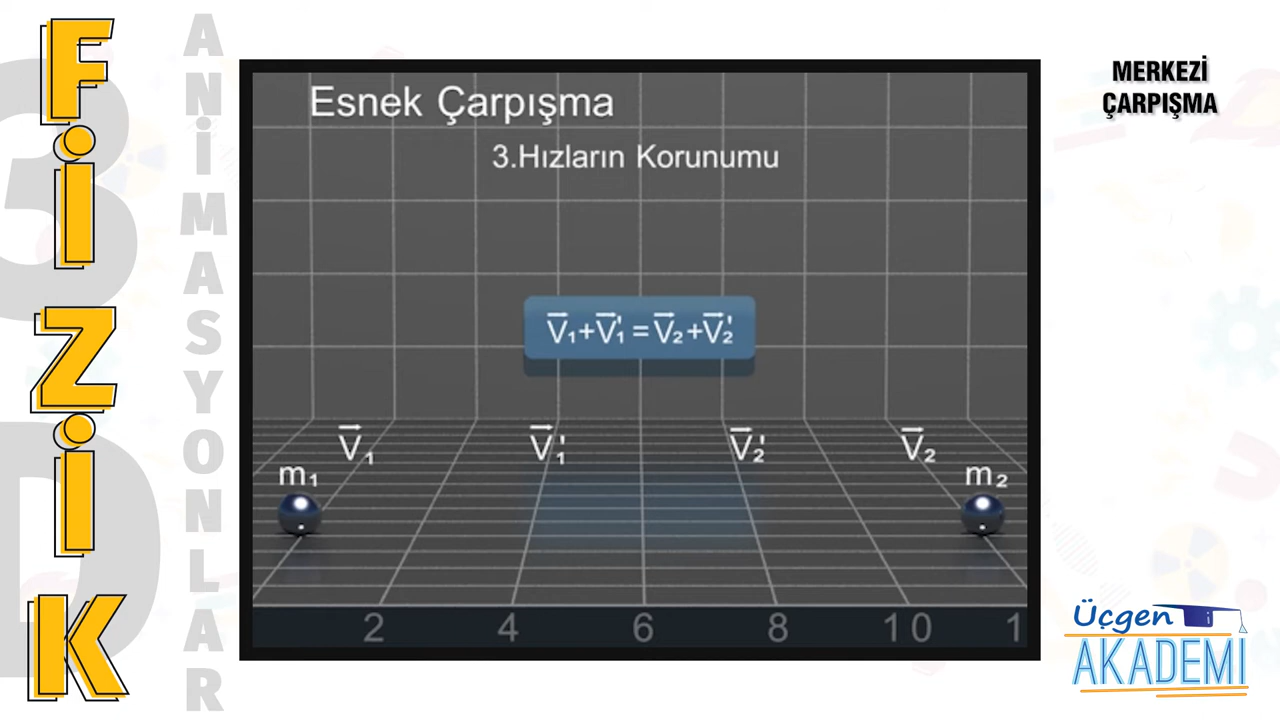 3D
FİZİK
ANİMASYONLAR
MERKEZİ
ÇARPIŞMA
Esnek Çarpışma
3.Hızların Korunumu
V⃗₁+V⃗₁'=V⃗₂+V⃗₂'
V⃗₁ V⃗₁' V⃗₂' V⃗₂
m₁ m₂
2 4 6 8 10 1
Üçgen
AKADEMİ